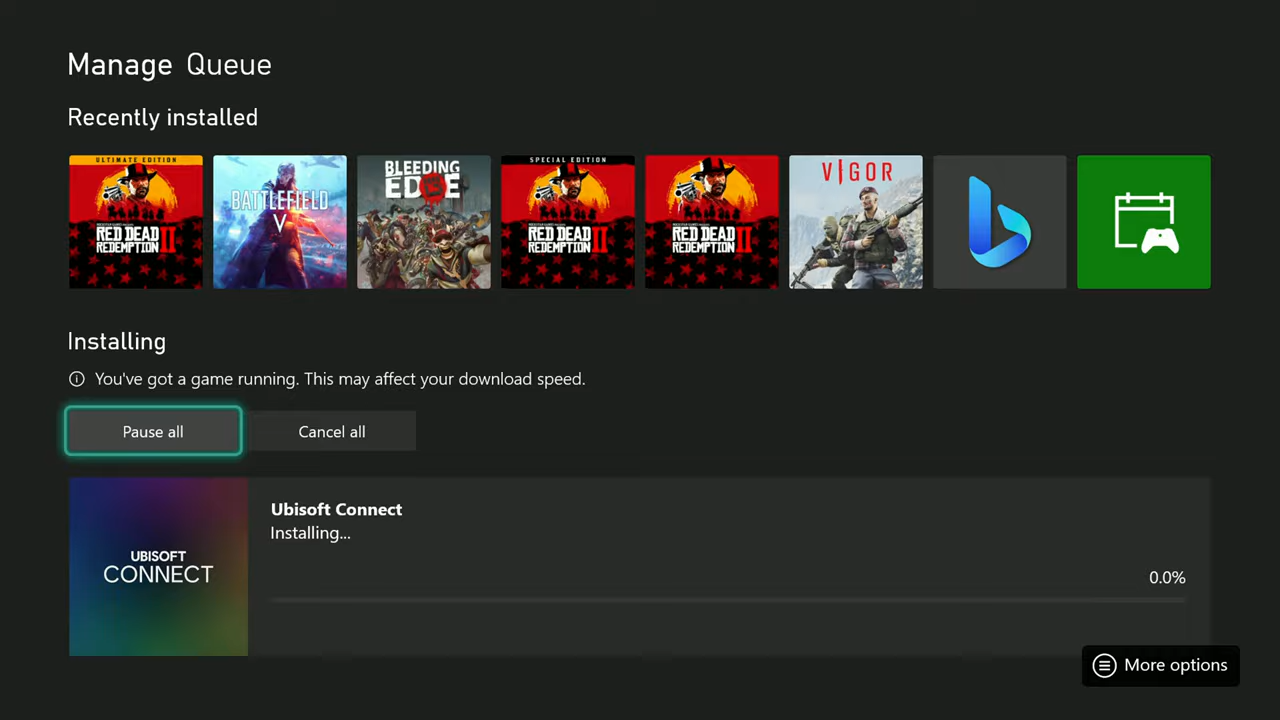 Manage Queue
Recently installed
ULTIMATE EDITION
RED DEAD
REDEMPTION II
BATTLEFIELD
V
BLEEDING
EDGE
SPECIAL EDITION
RED DEAD
REDEMPTION II
RED DEAD
REDEMPTION II
VIGOR
Installing
You've got a game running. This may affect your download speed.
Pause all
Cancel all
UBISOFT
CONNECT
Ubisoft Connect
Installing...
0.0%
More options